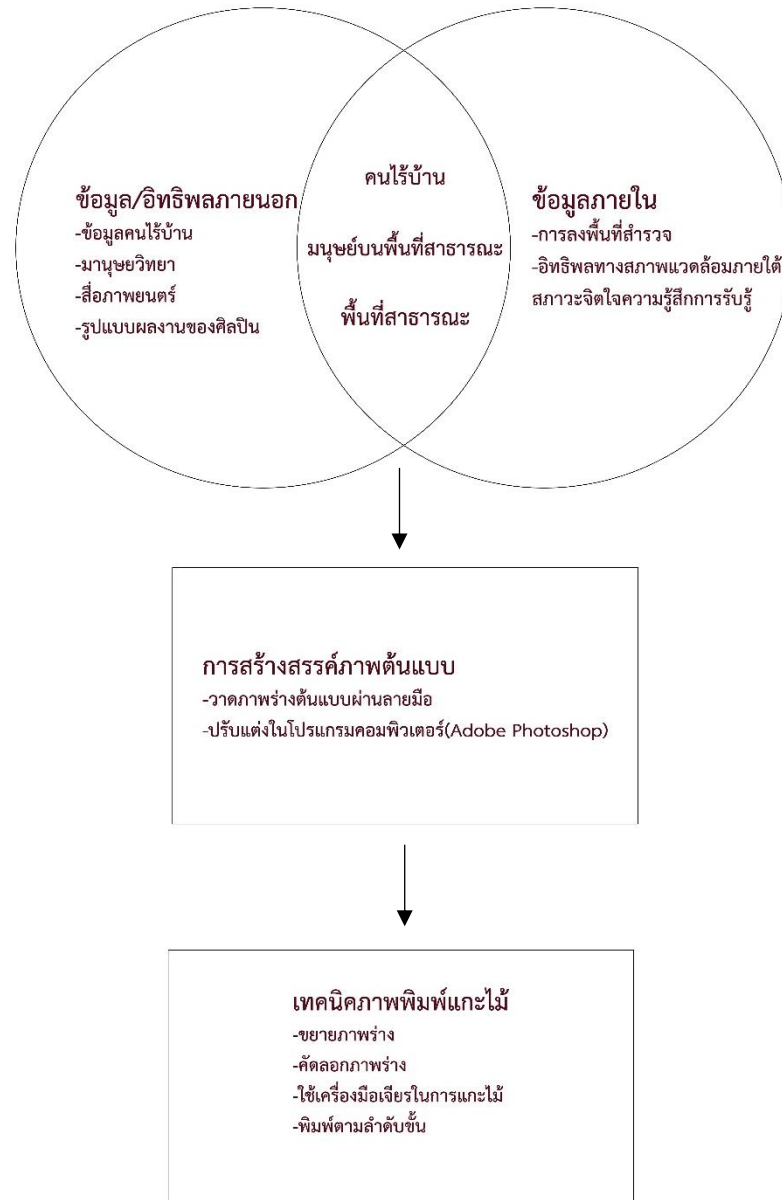 ข้อมูล/อิทธิพลภายนอก
-ข้อมูลคนไร้บ้าน
-มานุษยวิทยา
-สื่อภาพยนตร์
-รูปแบบผลงานของศิลปิน
คนไร้บ้าน
มนุษย์บนพื้นที่สาธารณะ
พื้นที่สาธารณะ
ข้อมูลภายใน
-การลงพื้นที่สำรวจ
-อิทธิพลทางสภาพแวดล้อมภายใต้
สภาวะจิตใจความรู้สึกการรับรู้
การสร้างสรรค์ภาพต้นแบบ
-วาดภาพร่างต้นแบบผ่านลายมือ
-ปรับแต่งในโปรแกรมคอมพิวเตอร์(Adobe Photoshop)
เทคนิคภาพพิมพ์แกะไม้
-ขยายภาพร่าง
-คัดลอกภาพร่าง
-ใช้เครื่องมือเจียรในการแกะไม้
-พิมพ์ตามลำดับขั้น